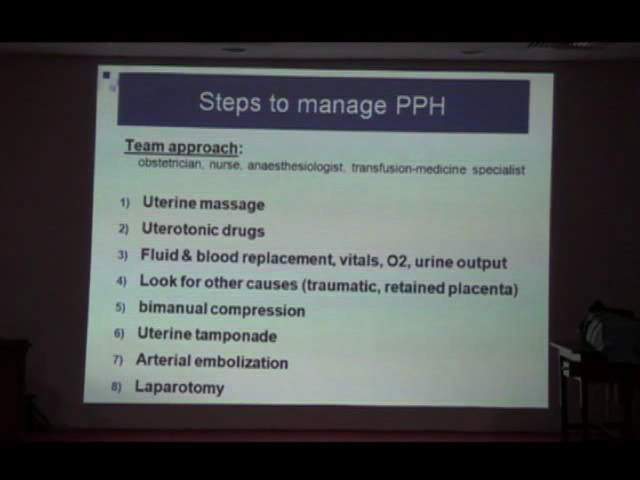 Steps to manage PPH
Team approach:
obstetrician, nurse, anaesthesiologist, transfusion-medicine specialist
1) Uterine massage
2) Uterotonic drugs
3) Fluid & blood replacement, vitals, O2, urine output
4) Look for other causes (traumatic, retained placenta)
5) bimanual compression
6) Uterine tamponade
7) Arterial embolization
8) Laparotomy